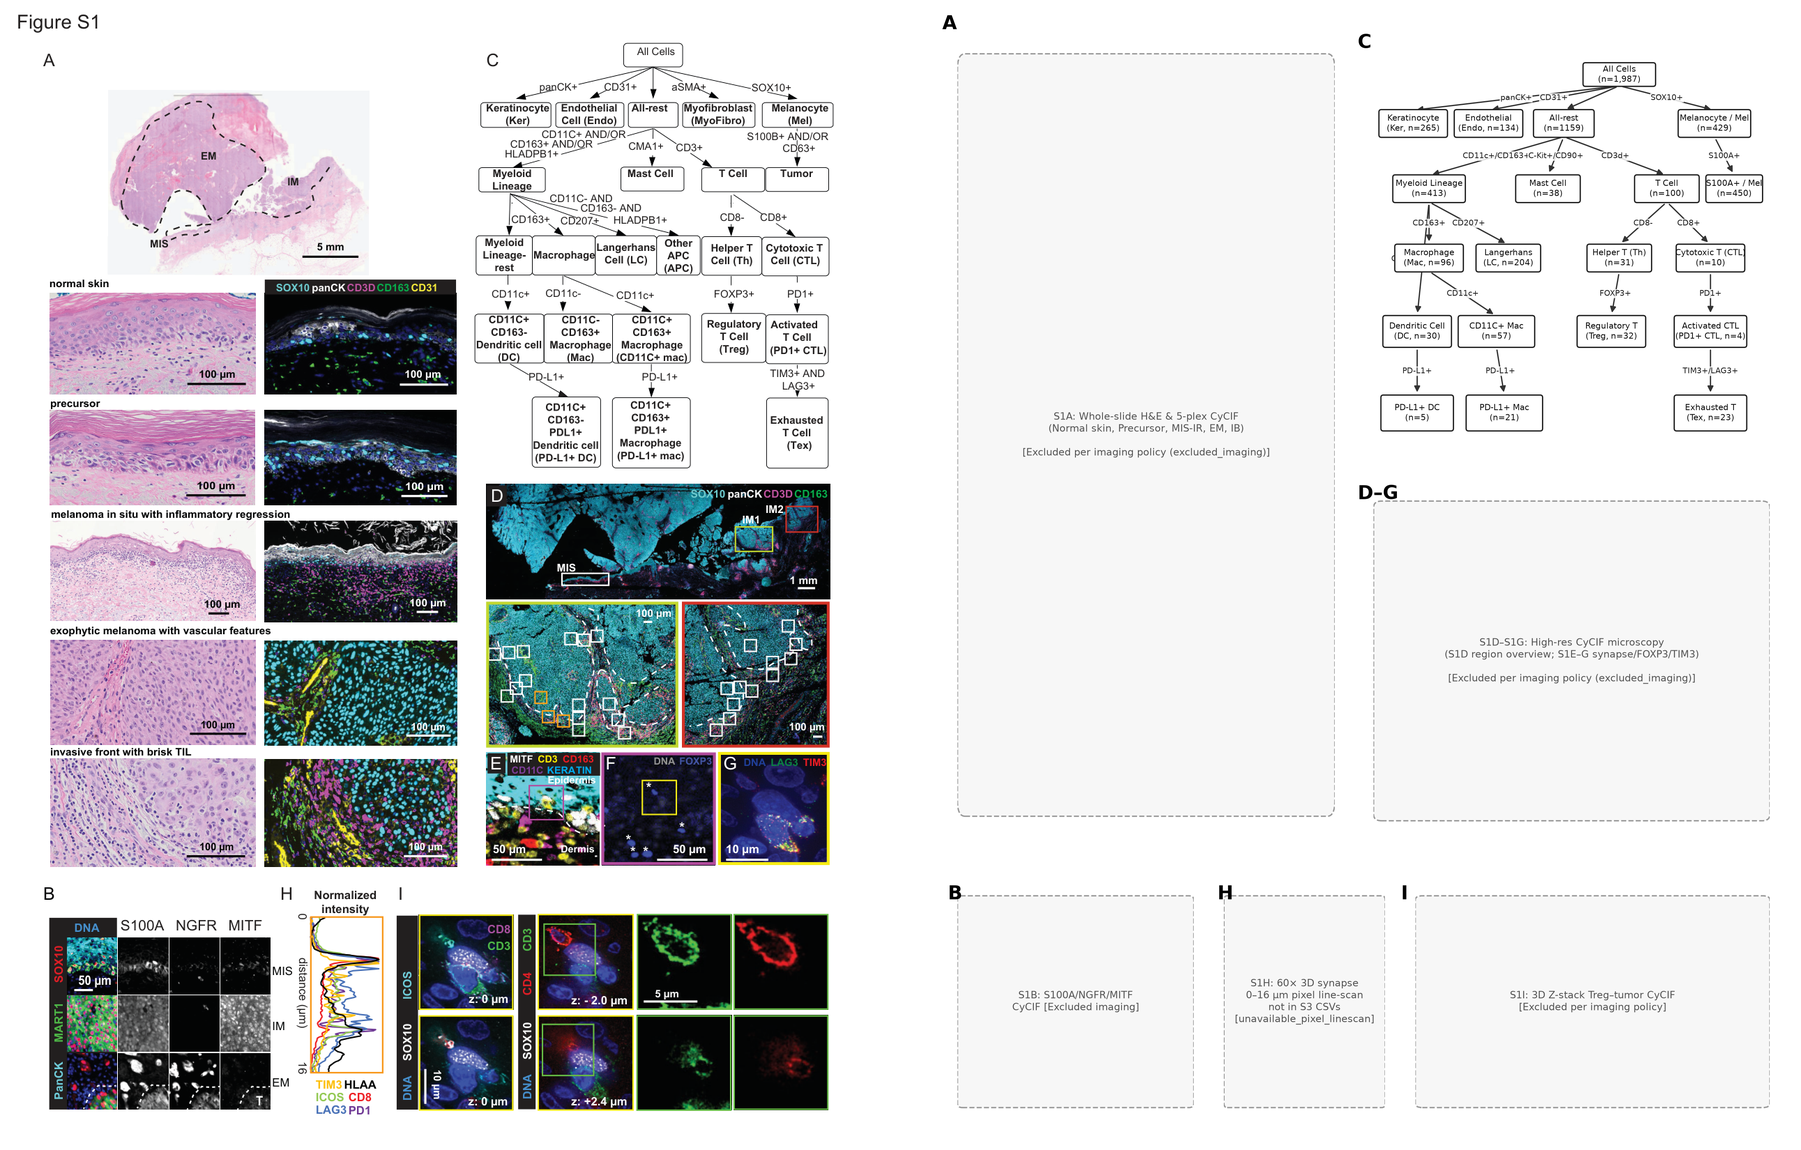 Figure S1
A
EM
IM
MIS
5 mm
normal skin
SOX10 panCK CD3D CD163 CD31
100 µm
100 µm
precursor
100 µm
100 µm
melanoma in situ with inflammatory regression
100 µm
100 µm
exophytic melanoma with vascular features
100 µm
100 µm
invasive front with brisk TIL
100 µm
100 µm
C
All Cells
panCK+
CD31+
aSMA+
SOX10+
Keratinocyte
(Ker)
Endothelial
Cell (Endo)
All-rest
Myofibroblast
(MyoFibro)
Melanocyte
(Mel)
CD11C+ AND/OR
CD163+ AND/OR
HLADPB1+
CMA1+
CD3+
S100B+ AND/OR
CD63+
Myeloid
Lineage
Mast Cell
T Cell
Tumor
CD11C- AND
CD163- AND
HLADPB1+
CD163+
CD207+
CD8-
CD8+
Myeloid
Lineage-
rest
Macrophage
Langerhans
Cell (LC)
Other
APC
(APC)
Helper T
Cell (Th)
Cytotoxic T
Cell (CTL)
CD11c+
CD11c-
CD11c+
FOXP3+
PD1+
CD11C+
CD163-
Dendritic cell
(DC)
CD11C-
CD163+
Macrophage
(Mac)
CD11C+
CD163+
Macrophage
(CD11C+ mac)
Regulatory
T Cell
(Treg)
Activated
T Cell
(PD1+ CTL)
PD-L1+
PD-L1+
TIM3+ AND
LAG3+
CD11C+
CD163-
PDL1+
Dendritic cell
(PD-L1+ DC)
CD11C+
CD163+
PDL1+
Macrophage
(PD-L1+ mac)
Exhausted
T Cell
(Tex)
D
SOX10 panCK CD3D CD163
IM2
IM1
MIS
1 mm
100 µm
100 µm
E
MITF CD3 CD163
CD11C KERATIN
Epidermis
50 µm
Dermis
F
DNA FOXP3
*
*
*
* *
50 µm
G
DNA LAG3 TIM3
10 µm
B
DNA
S100A
NGFR
MITF
SOX10
50 µm
MIS
MART1
IM
PanCK
T
EM
H
Normalized
intensity
0
distance (µm)
16
TIM3 HLAA
ICOS CD8
LAG3 PD1
I
ICOS
CD8
CD3
z: 0 µm
CD4 CD3
z: - 2.0 µm
5 µm
DNA SOX10
10 µm
z: 0 µm
DNA SOX10
z: +2.4 µm
A
S1A: Whole-slide H&E & 5-plex CyCIF
(Normal skin, Precursor, MIS-IR, EM, IB)
[Excluded per imaging policy (excluded_imaging)]
C
All Cells
(n=1,987)
panCK+
CD31+
SOX10+
Keratinocyte
(Ker, n=265)
Endothelial
(Endo, n=134)
All-rest
(n=1159)
Melanocyte / Mel
(n=429)
CD11c+/CD163+
C-Kit+/CD90+
CD3d+
S100A+
Myeloid Lineage
(n=413)
Mast Cell
(n=38)
T Cell
(n=100)
S100A+ / Mel
(n=450)
CD163+
CD207+
CD8-
CD8+
Macrophage
(Mac, n=96)
Langerhans
(LC, n=204)
Helper T (Th)
(n=31)
Cytotoxic T (CTL)
(n=10)
CD11c+
FOXP3+
PD1+
Dendritic Cell
(DC, n=30)
CD11C+ Mac
(n=57)
Regulatory T
(Treg, n=32)
Activated CTL
(PD1+ CTL, n=4)
PD-L1+
PD-L1+
TIM3+/LAG3+
PD-L1+ DC
(n=5)
PD-L1+ Mac
(n=21)
Exhausted T
(Tex, n=23)
D–G
S1D–S1G: High-res CyCIF microscopy
(S1D region overview; S1E–G synapse/FOXP3/TIM3)
[Excluded per imaging policy (excluded_imaging)]
B
S1B: S100A/NGFR/MITF
CyCIF [Excluded imaging]
H
S1H: 60× 3D synapse
0–16 µm pixel line-scan
not in S3 CSVs
[unavailable_pixel_linescan]
I
S1I: 3D Z-stack Treg–tumor CyCIF
[Excluded per imaging policy]